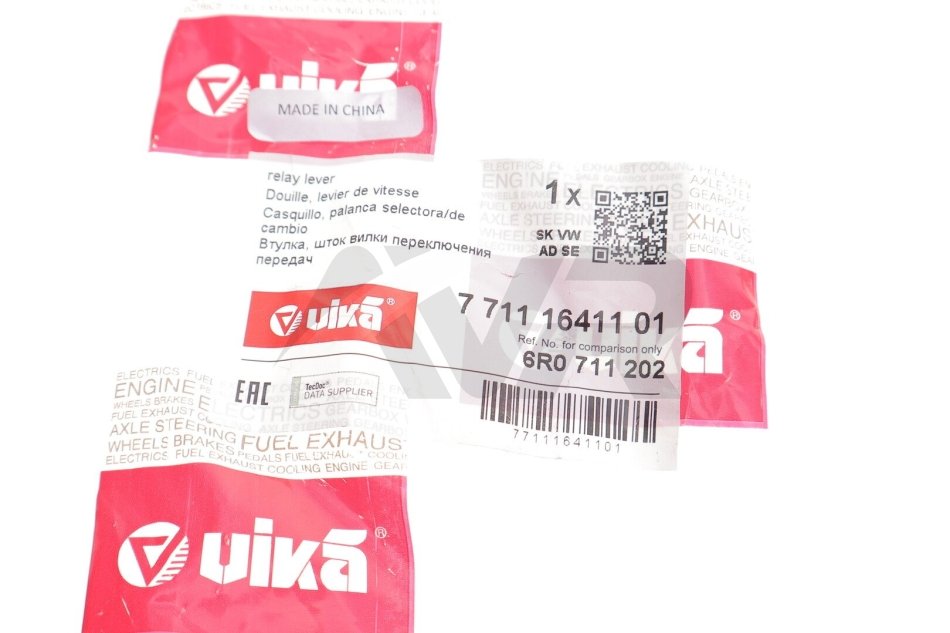 vika®
MADE IN CHINA
relay lever
Douille, levier de vitesse
Casquillo, palanca selectora/de
cambio
Втулка, шток вилки переключения
передач
vika®
EAC
TecDoc®
DATA SUPPLIER
ELECTRICS FUEL EXHAUST COOLING
ENGINE
AXLE STEERING
1 x
SK VW
AD SE
7 711 16411 01
Ref. No. for comparison only
6R0 711 202
77111641101
ELECTRICS FUEL
ENGINE
WHEELS BRAKES
FUEL EXHAUST COOLING
ELECTRICS GEARBOX
AXLE STEERING
FUEL EXHAUST
WHEELS BRAKES PEDALS FUEL EXHAUST
ELECTRICS FUEL EXHAUST COOLING ENGINE GEAR
vika®